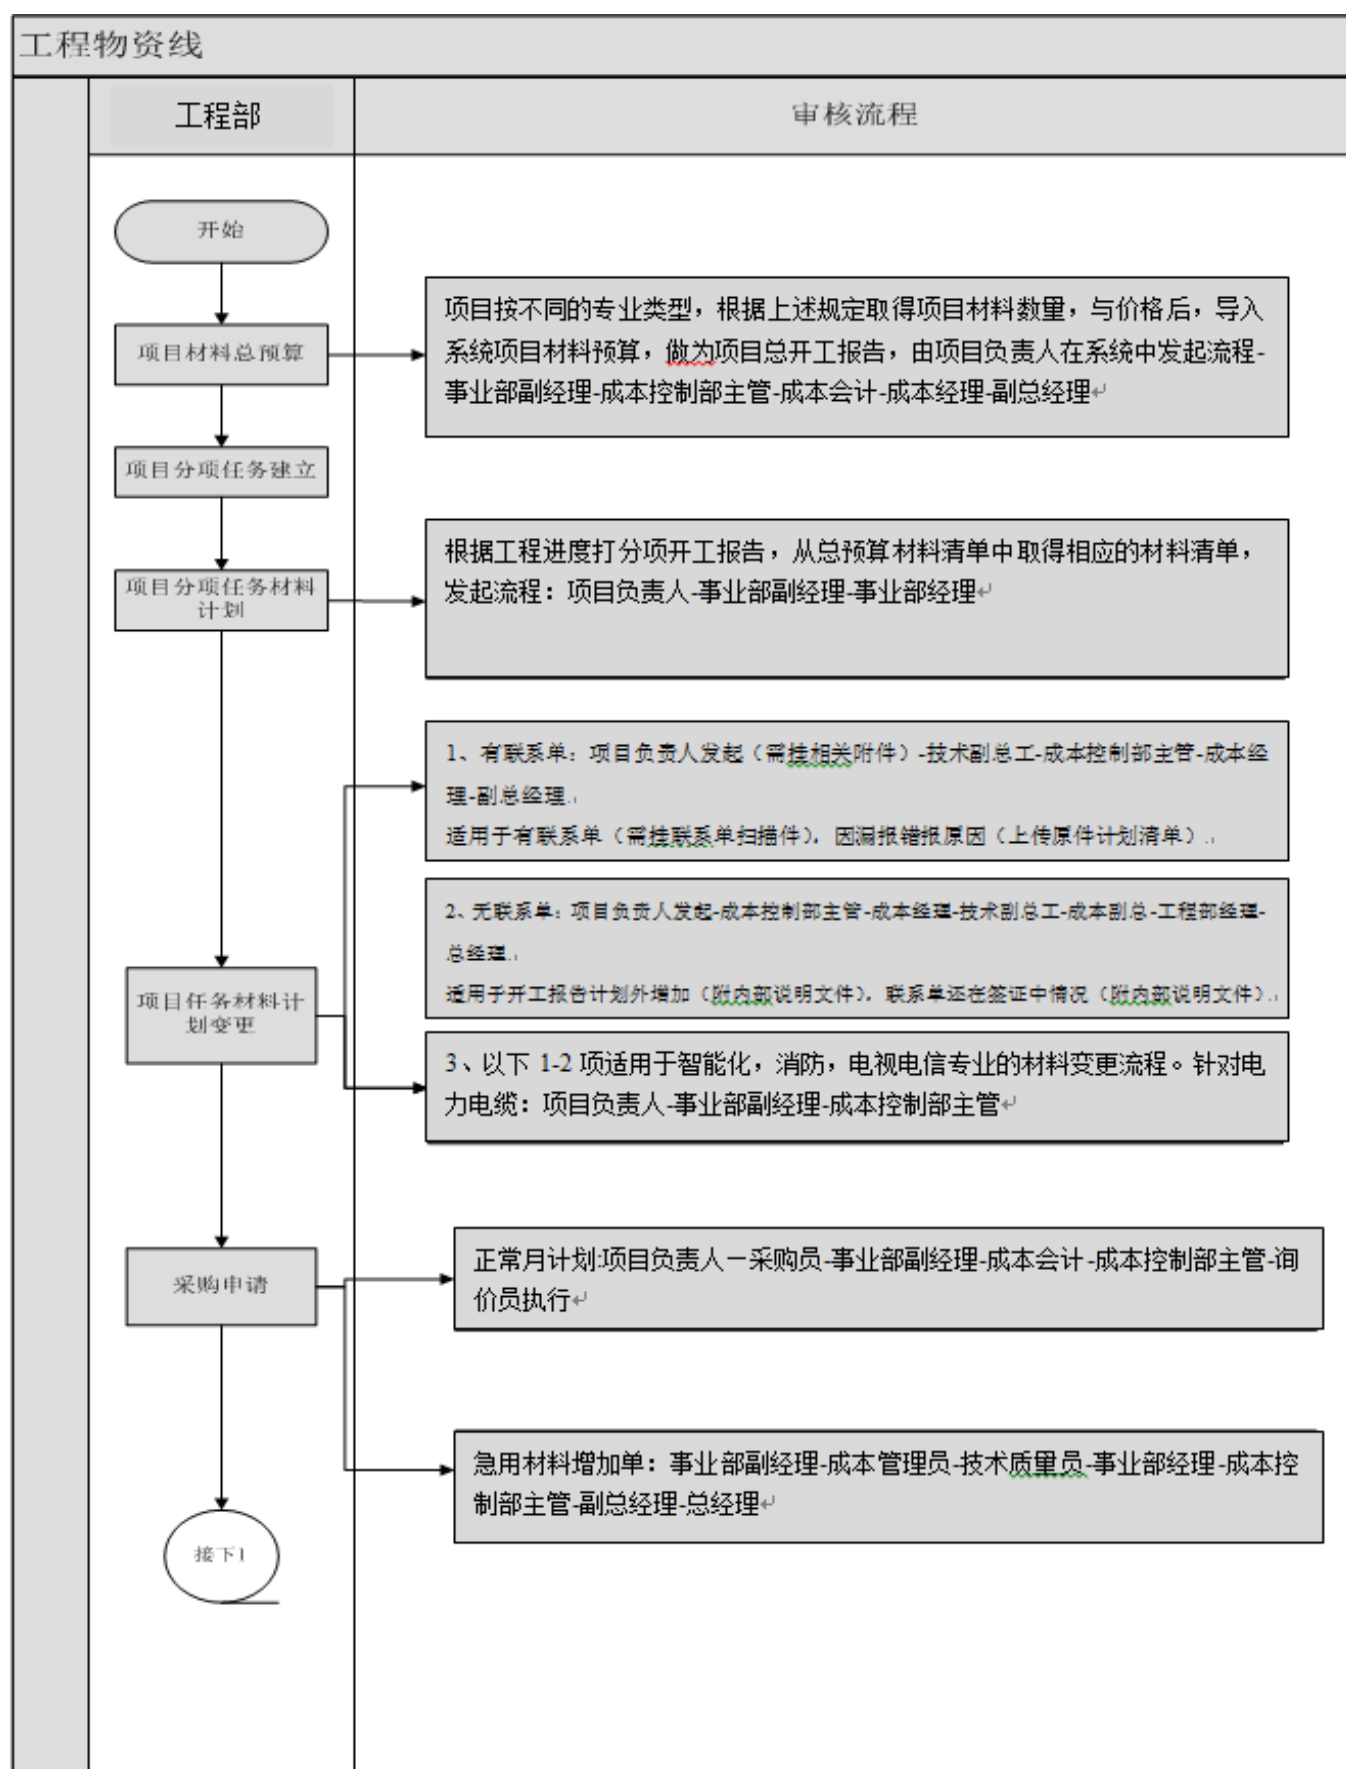 工程物资线
工程部
审核流程
开始
项目材料总预算
项目按不同的专业类型，根据上述规定取得项目材料数量，与价格后，导入
系统项目材料预算，做为项目总开工报告，由项目负责人在系统中发起流程-
事业部副经理-成本控制部主管-成本会计-成本经理-副总经理
项目分项任务建立
项目分项任务材料
计划
根据工程进度打分项开工报告，从总预算材料清单中取得相应的材料清单，
发起流程：项目负责人-事业部副经理-事业部经理
1、有联系单：项目负责人发起（需挂相关附件）-技术副总工-成本控制部主管-成本经
理-副总经理.
适用于有联系单（需挂联系单扫描件），因漏报错报原因（上传原件计划清单）.
2、无联系单：项目负责人发起-成本控制部主管-成本经理-技术副总工-成本副总-工程部经理-
总经理.
适用于开工报告计划外增加（附内部说明文件），联系单还在签证中情况（附内部说明文件）.
项目任务材料计
划变更
3、以下 1-2 项适用于智能化，消防，电视电信专业的材料变更流程。针对电
力电缆：项目负责人-事业部副经理-成本控制部主管
采购申请
正常月计划:项目负责人－采购员-事业部副经理-成本会计-成本控制部主管-询
价员执行
急用材料增加单：事业部副经理-成本管理员-技术质量员-事业部经理-成本控
制部主管-副总经理-总经理
接下1